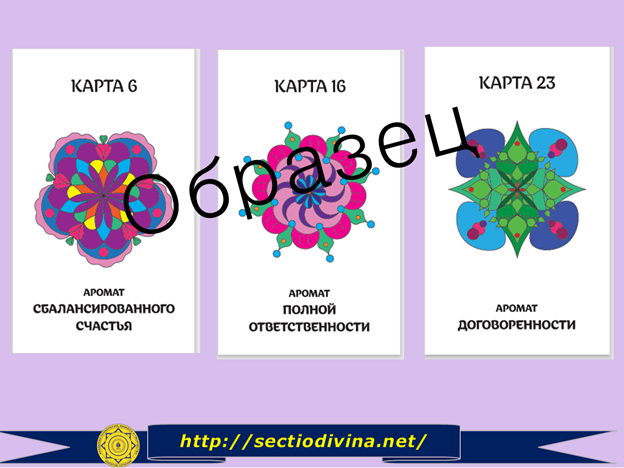 КАРТА 6
АРОМАТ
СБАЛАНСИРОВАННОГО
СЧАСТЬЯ
КАРТА 16
АРОМАТ
ПОЛНОЙ
ОТВЕТСТВЕННОСТИ
КАРТА 23
АРОМАТ
ДОГОВОРЕННОСТИ
Образец
http://sectiodivina.net/